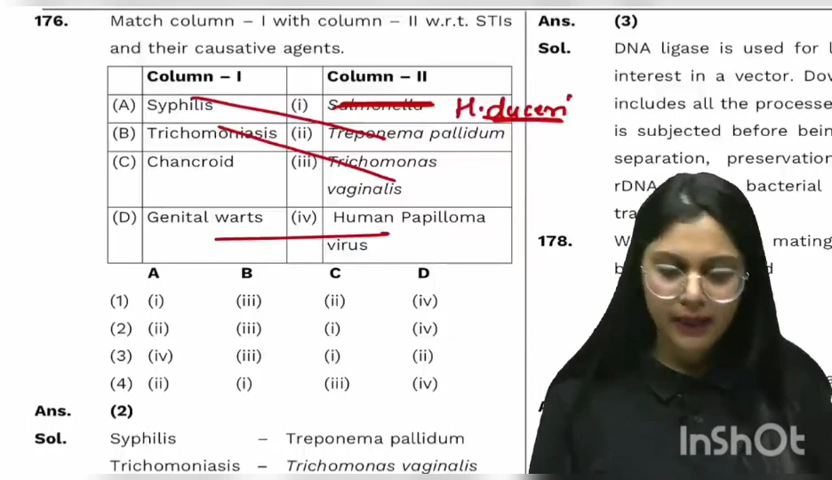 176. Match column – I with column – II w.r.t. STIs
and their causative agents.
Column – I Column – II
(A) Syphilis (i) Salmonella H. duceri
(B) Trichomoniasis (ii) Treponema pallidum
(C) Chancroid (iii) Trichomonas
vaginalis
(D) Genital warts (iv) Human Papilloma
virus
A B C D
(1) (i) (iii) (ii) (iv)
(2) (ii) (iii) (i) (iv)
(3) (iv) (iii) (i) (ii)
(4) (ii) (i) (iii) (iv)
Ans. (2)
Sol. Syphilis – Treponema pallidum
Trichomoniasis – Trichomonas vaginalis
Ans. (3)
Sol. DNA ligase is used for
interest in a vector.
includes all the processe
is subjected before bein
separation, preservation
rDNA bacterial
tra
178. W mating
InShOt